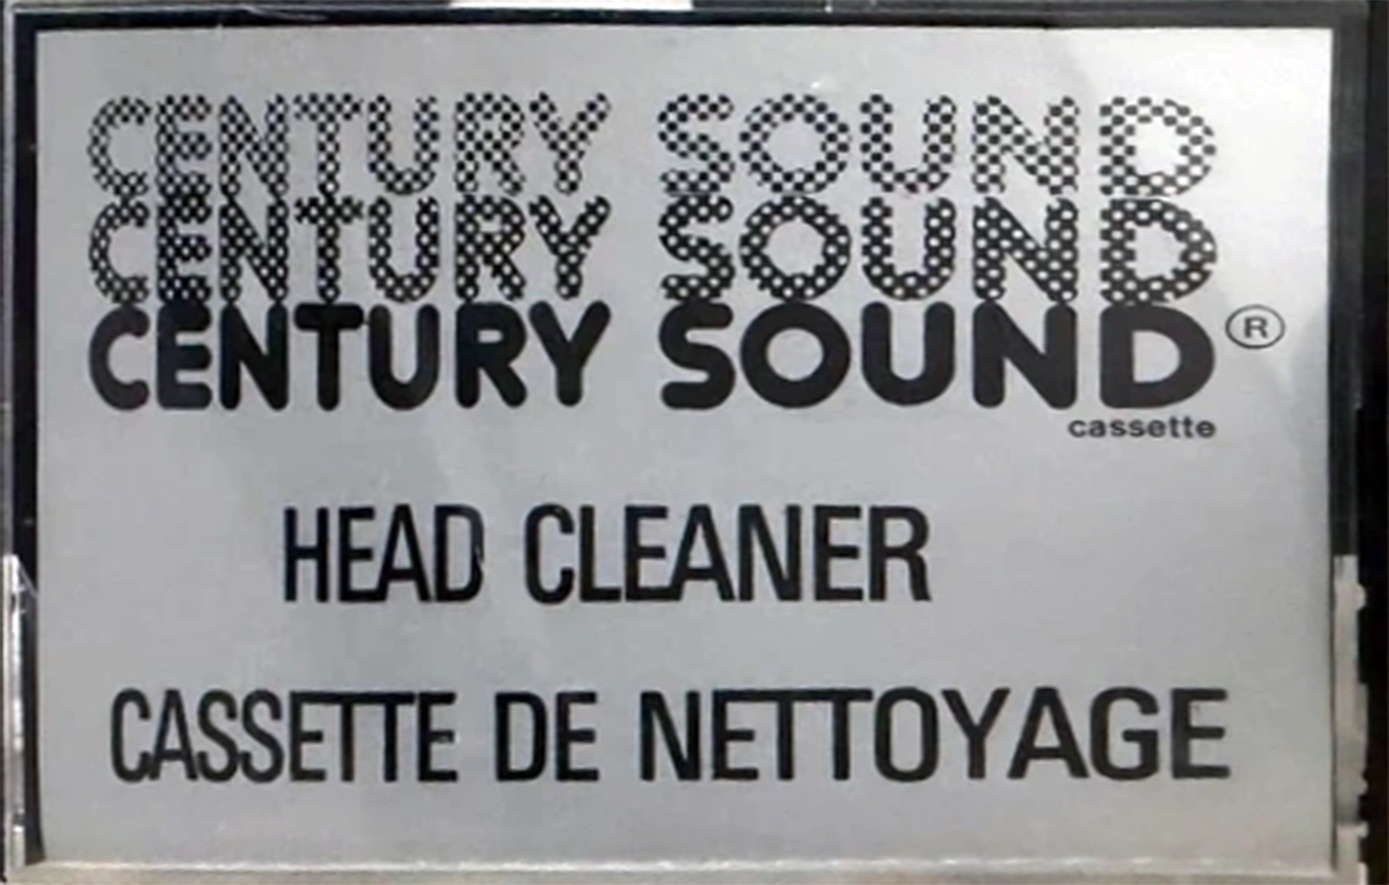 CENTURY SOUND
CENTURY SOUND
CENTURY SOUND®
cassette
HEAD CLEANER
CASSETTE DE NETTOYAGE